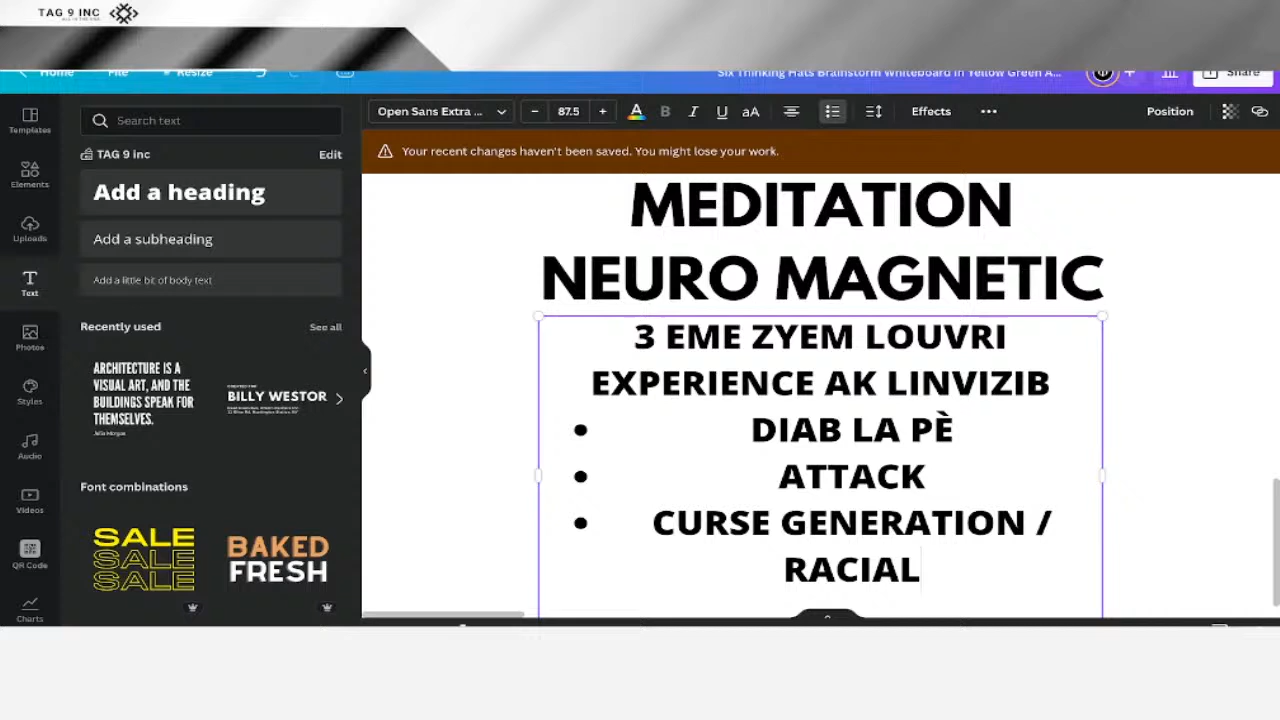 TAG 9 INC
Home File Resize Six Thinking Hats Brainstorm Whiteboard in Yellow Green A... Share
Templates
Elements
Uploads
Text
Photos
Styles
Audio
Videos
QR Code
Charts
Search text
TAG 9 inc Edit
Add a heading
Add a subheading
Add a little bit of body text
Recently used See all
ARCHITECTURE IS A
VISUAL ART, AND THE
BUILDINGS SPEAK FOR
THEMSELVES.
Julia Morgan
BILLY WESTOR
Font combinations
SALE
SALE
SALE
BAKED
FRESH
Open Sans Extra ... − 87.5 + A B I U aA Effects ... Position
Your recent changes haven't been saved. You might lose your work.
MEDITATION
NEURO MAGNETIC
3 EME ZYEM LOUVRI
EXPERIENCE AK LINVIZIB
• DIAB LA PÈ
• ATTACK
• CURSE GENERATION /
RACIAL